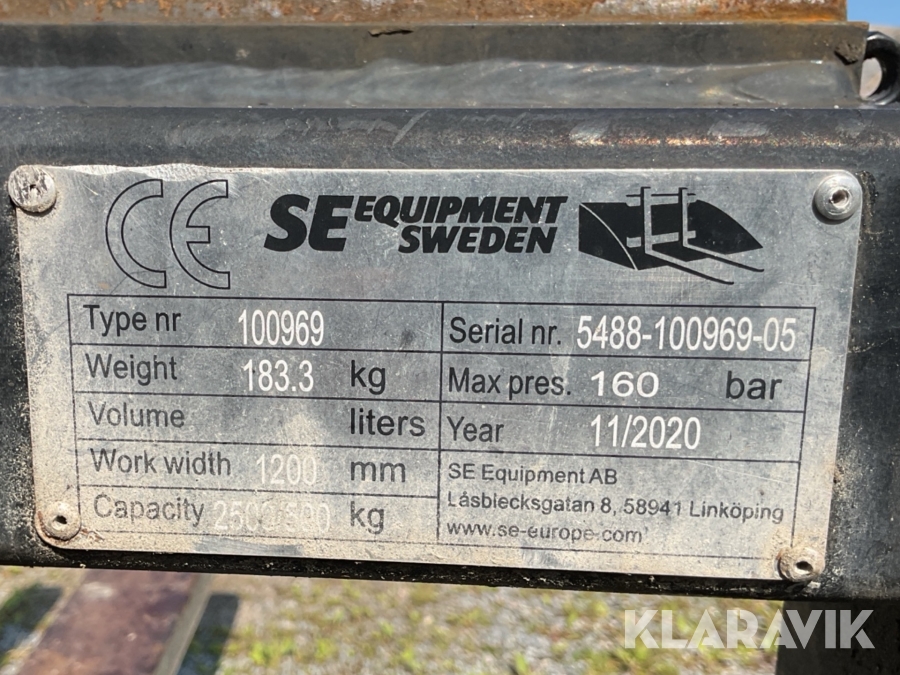 CE
SE EQUIPMENT
SWEDEN
Type nr 100969
Serial nr. 5488-100969-05
Weight 183.3 kg
Max pres. 160 bar
Volume liters
Year 11/2020
Work width 1200 mm
SE Equipment AB
Låsblecksgatan 8, 58941 Linköping
www.se-europe.com
Capacity kg
KLARAVIK